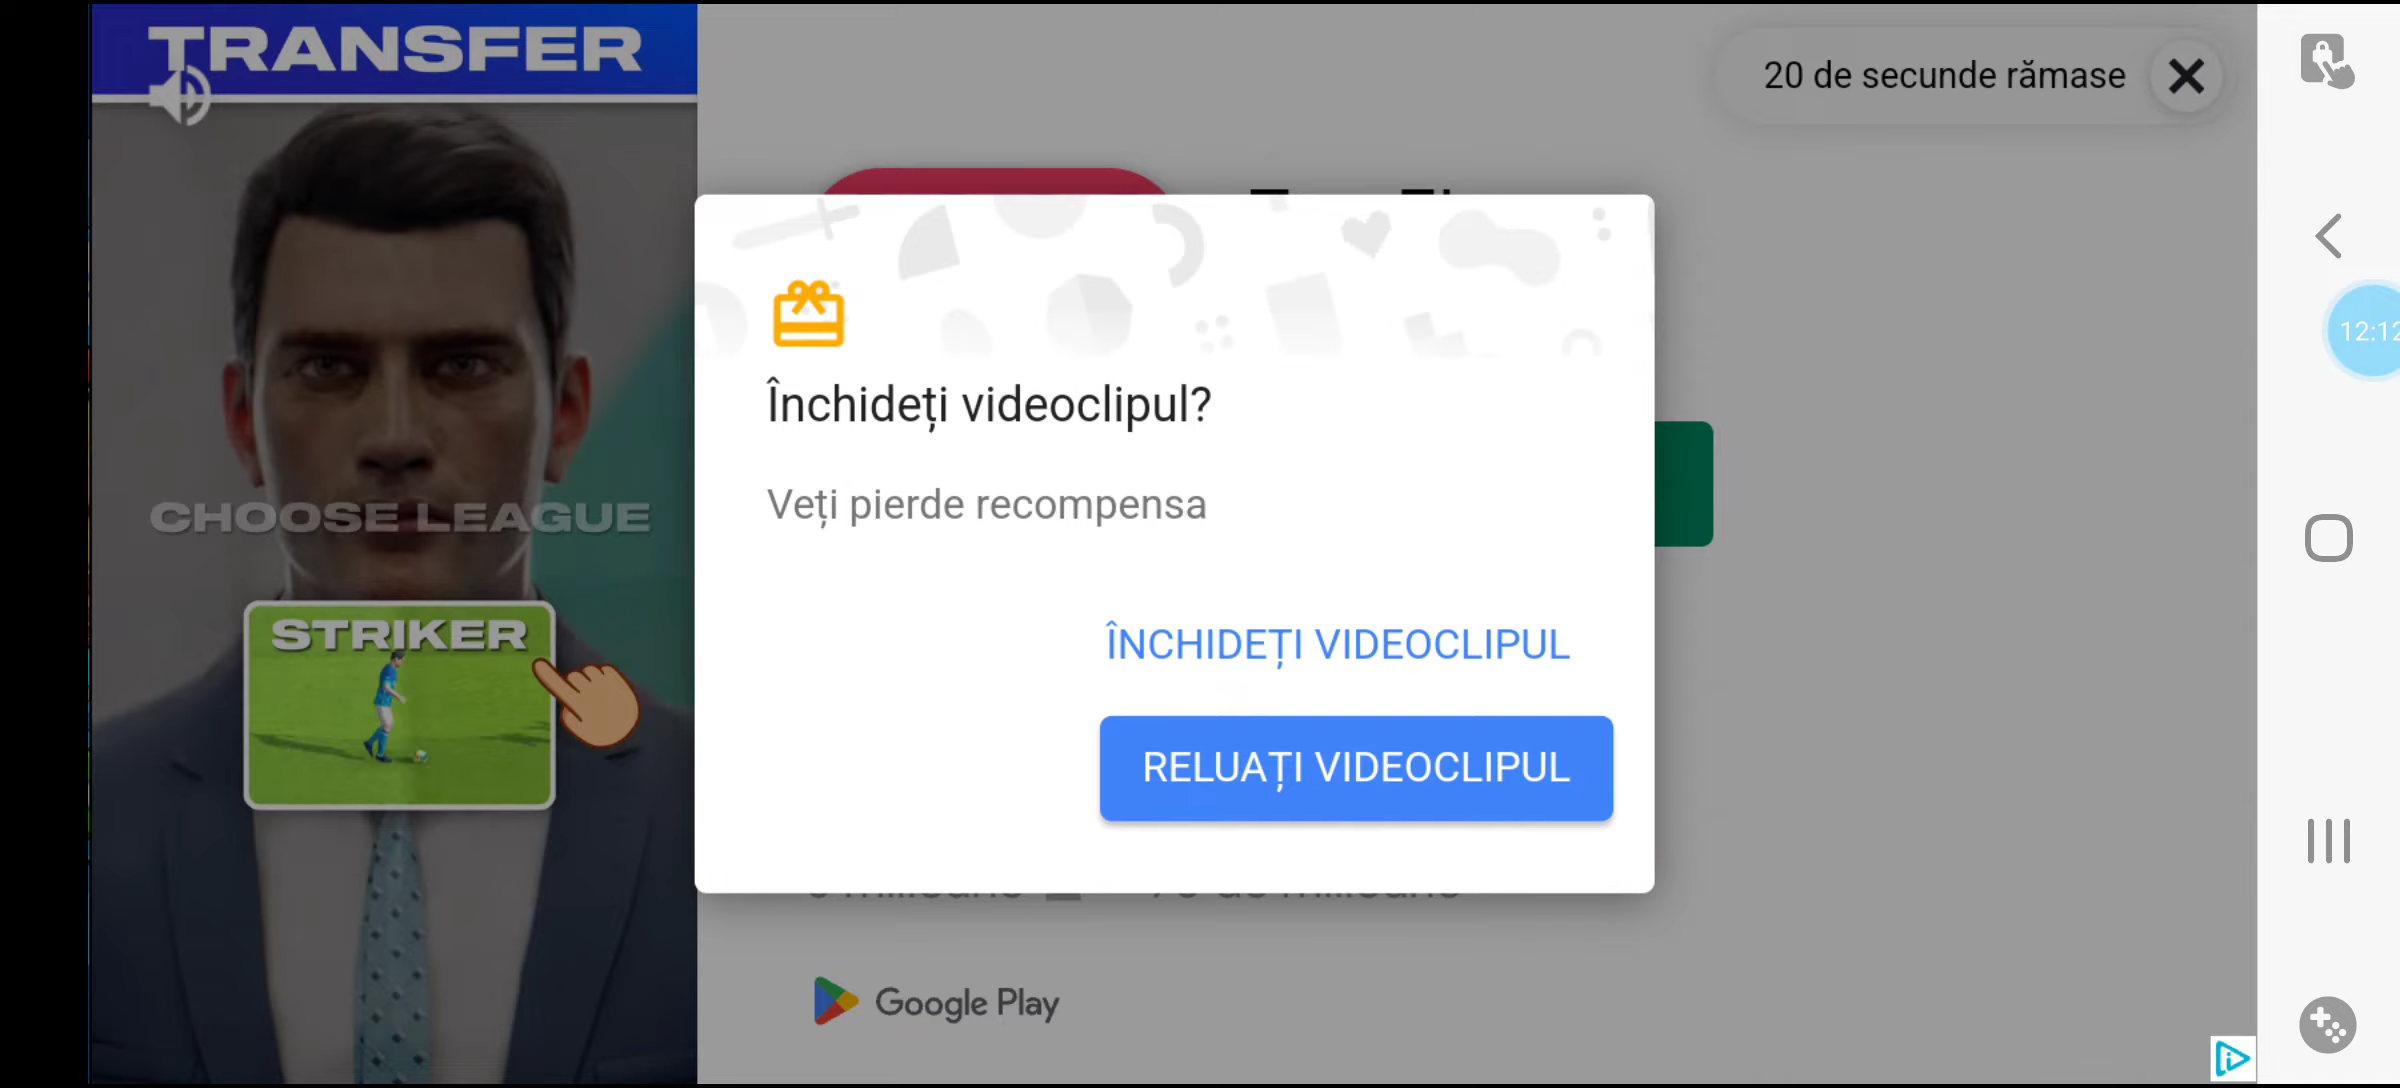 TRANSFER
20 de secunde rămase
Închideți videoclipul?
Veți pierde recompensa
CHOOSE LEAGUE
STRIKER
ÎNCHIDEȚI VIDEOCLIPUL
RELUAȚI VIDEOCLIPUL
Google Play
12:12